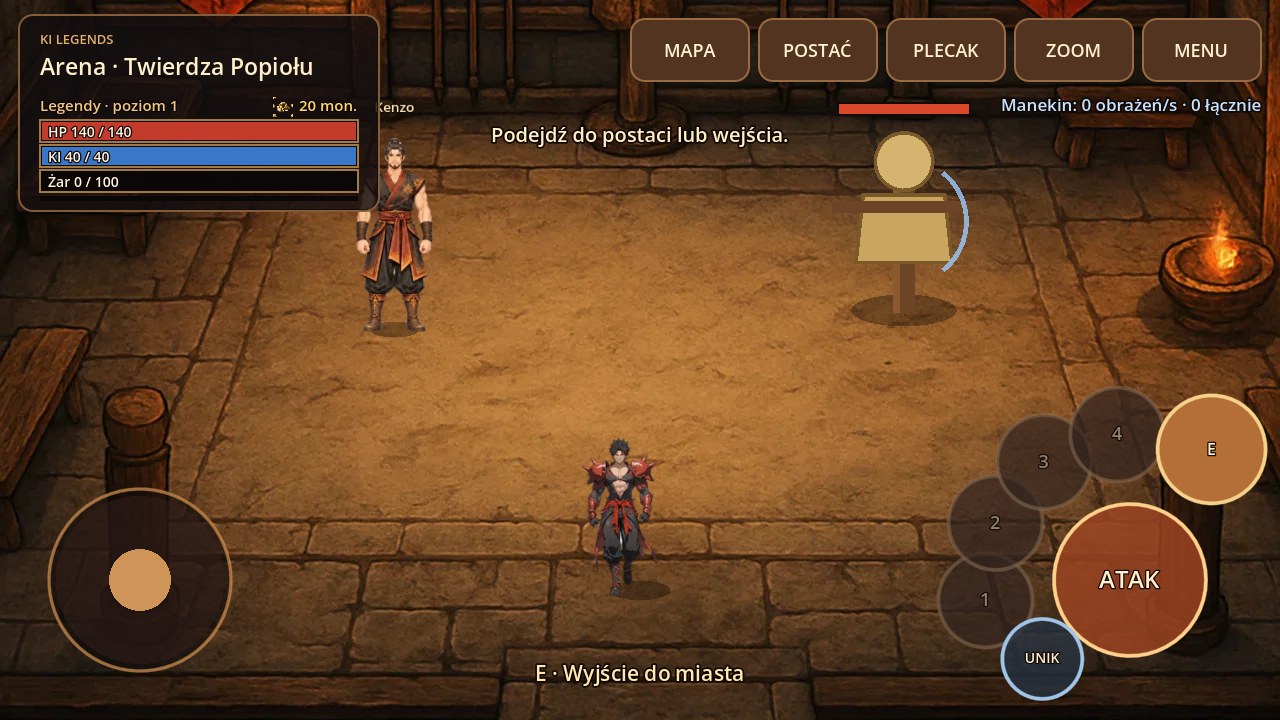 KI LEGENDS
Arena · Twierdza Popiołu
Legendy · poziom 1
20 mon.
HP 140 / 140
KI 40 / 40
Żar 0 / 100
Kenzo
MAPA
POSTAĆ
PLECAK
ZOOM
MENU
Manekin: 0 obrażeń/s · 0 łącznie
Podejdź do postaci lub wejścia.
4
E
3
2
ATAK
1
UNIK
E · Wyjście do miasta